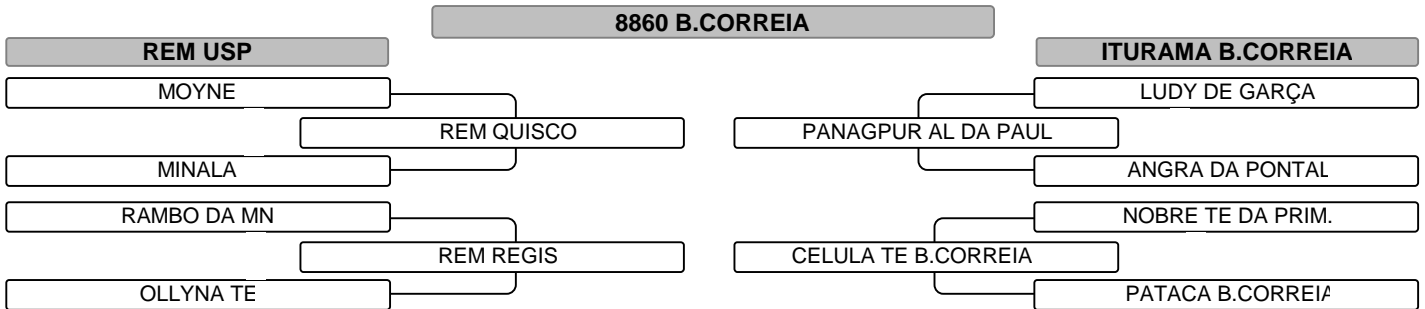 8860 B.CORREIA
REM USP
ITURAMA B.CORREIA
MOYNE
LUDY DE GARÇA
REM QUISCO
PANAGPUR AL DA PAUL
MINALA
ANGRA DA PONTAL
RAMBO DA MN
NOBRE TE DA PRIM.
REM REGIS
CELULA TE B.CORREIA
OLLYNA TE
PATACA B.CORREIA